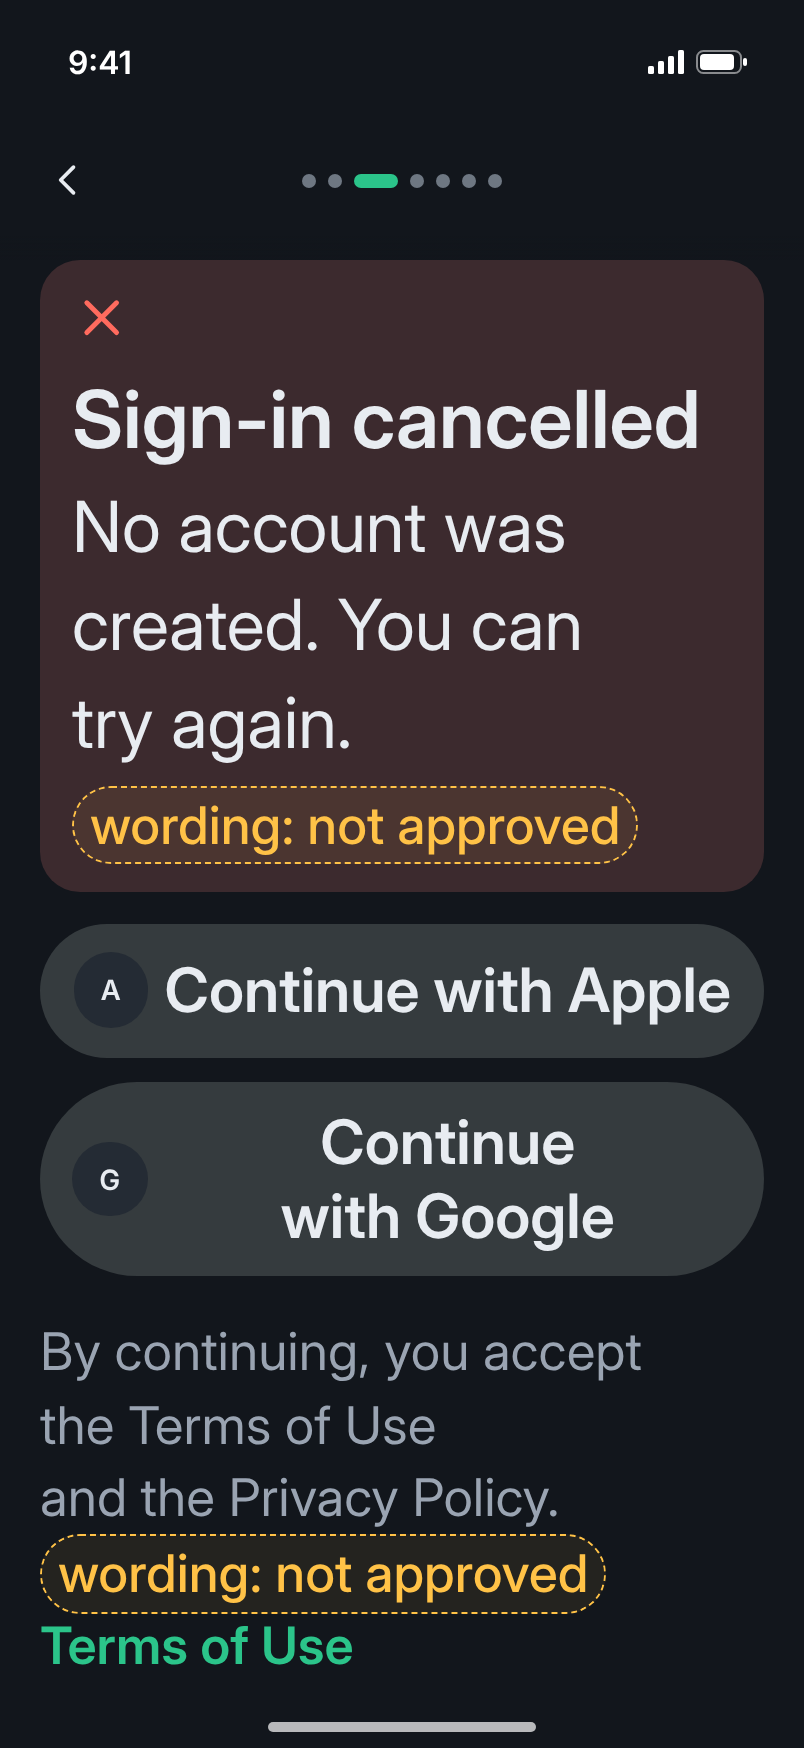 9:41
Sign-in cancelled
No account was
created. You can
try again.
wording: not approved
A Continue with Apple
G Continue
with Google
By continuing, you accept
the Terms of Use
and the Privacy Policy.
wording: not approved
Terms of Use